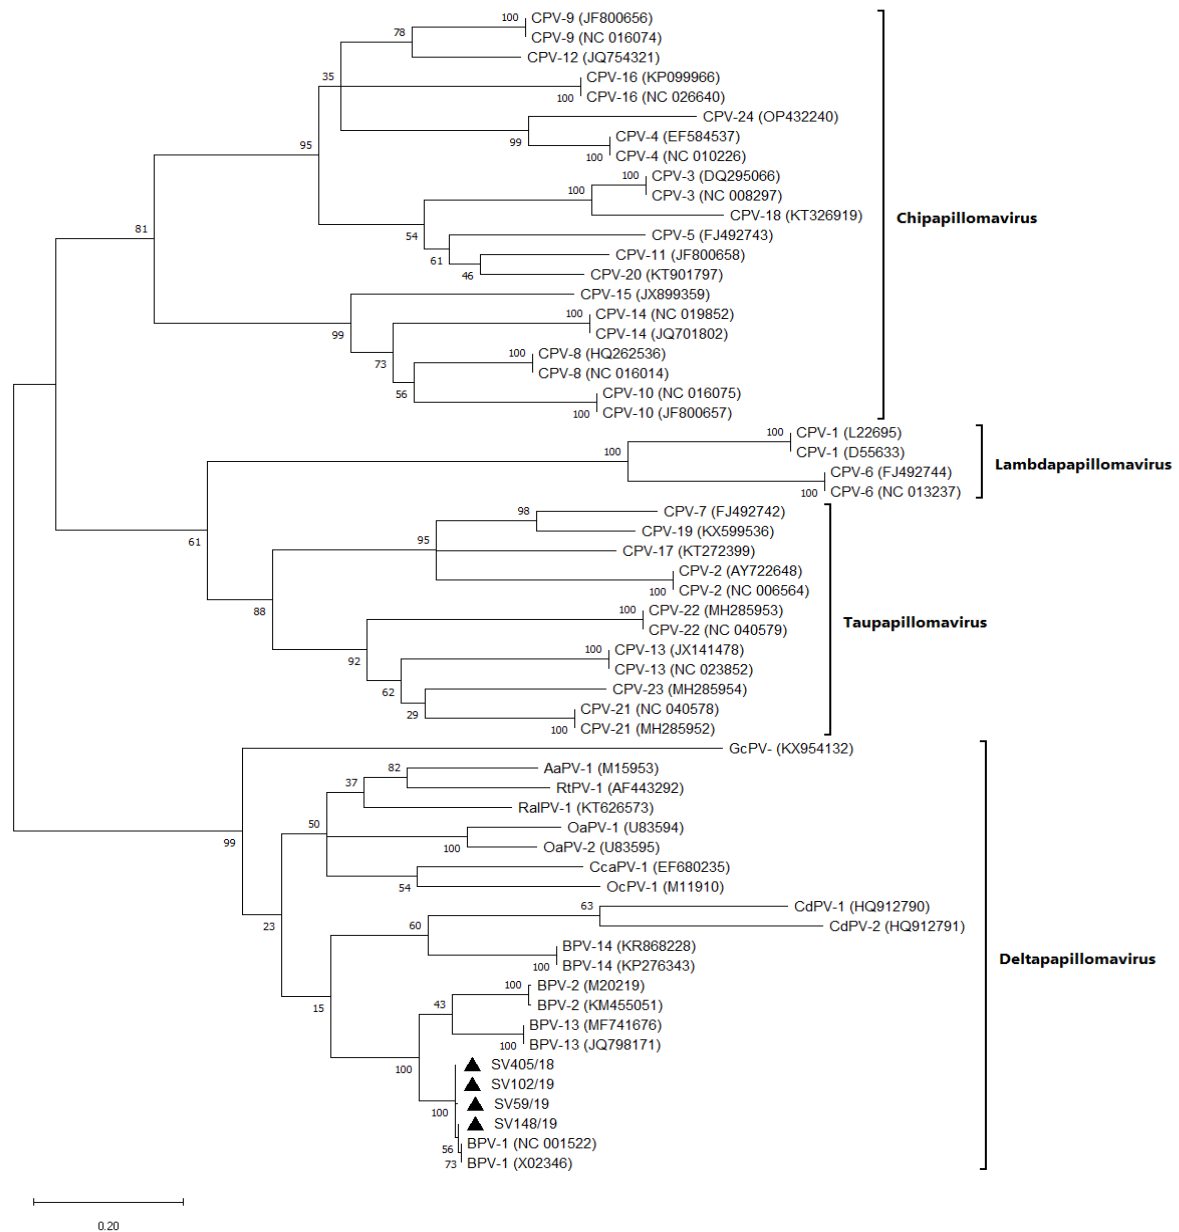 100 CPV-9 (JF800656)
CPV-9 (NC 016074)
78
CPV-12 (JQ754321)
35
CPV-16 (KP099966)
100 CPV-16 (NC 026640)
CPV-24 (OP432240)
99
CPV-4 (EF584537)
100 CPV-4 (NC 010226)
95
100 CPV-3 (DQ295066)
CPV-3 (NC 008297)
100
CPV-18 (KT326919)
54
CPV-5 (FJ492743)
61
CPV-11 (JF800658)
46
CPV-20 (KT901797)
81
CPV-15 (JX899359)
99
100 CPV-14 (NC 019852)
CPV-14 (JQ701802)
73
100 CPV-8 (HQ262536)
CPV-8 (NC 016014)
56
CPV-10 (NC 016075)
100 CPV-10 (JF800657)
Chipapillomavirus
100 CPV-1 (L22695)
CPV-1 (D55633)
100
CPV-6 (FJ492744)
100 CPV-6 (NC 013237)
Lambdapapillomavirus
61
98 CPV-7 (FJ492742)
CPV-19 (KX599536)
95
CPV-17 (KT272399)
CPV-2 (AY722648)
100 CPV-2 (NC 006564)
88
100 CPV-22 (MH285953)
CPV-22 (NC 040579)
92
100 CPV-13 (JX141478)
CPV-13 (NC 023852)
62
CPV-23 (MH285954)
29
CPV-21 (NC 040578)
100 CPV-21 (MH285952)
Taupapillomavirus
GcPV- (KX954132)
99
82 AaPV-1 (M15953)
RtPV-1 (AF443292)
37
RalPV-1 (KT626573)
50
OaPV-1 (U83594)
100 OaPV-2 (U83595)
CcaPV-1 (EF680235)
54 OcPV-1 (M11910)
23
63 CdPV-1 (HQ912790)
CdPV-2 (HQ912791)
60
BPV-14 (KR868228)
100 BPV-14 (KP276343)
15
100 BPV-2 (M20219)
BPV-2 (KM455051)
43
BPV-13 (MF741676)
100 BPV-13 (JQ798171)
100
SV405/18
SV102/19
SV59/19
100
SV148/19
56 BPV-1 (NC 001522)
73 BPV-1 (X02346)
Deltapapillomavirus
0.20